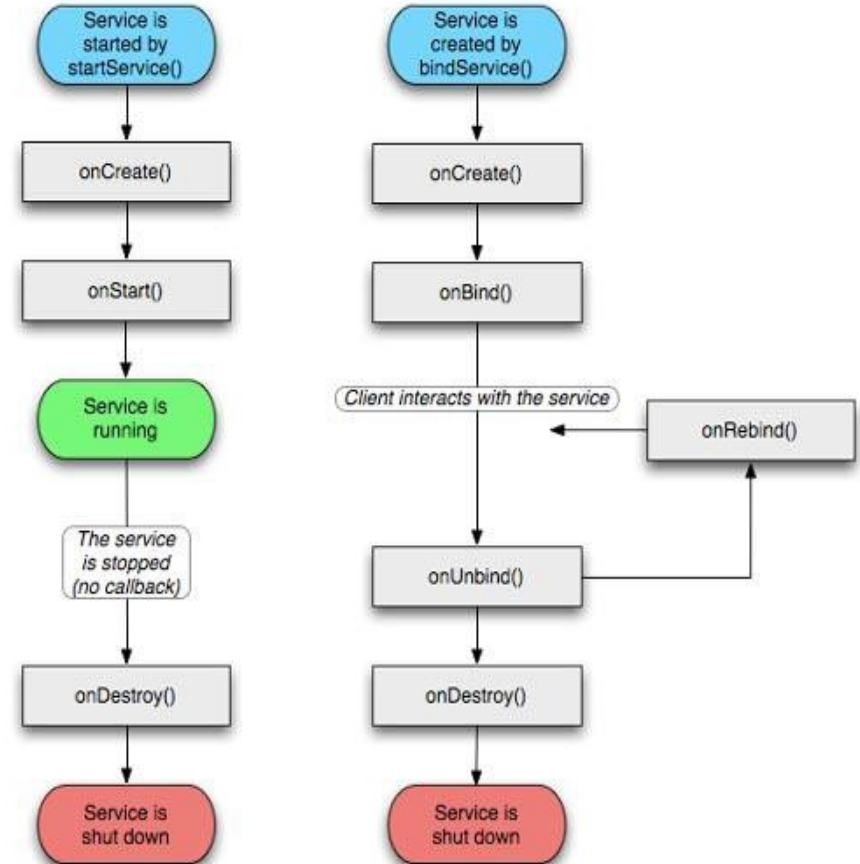 Service is
started by
startService()
onCreate()
onStart()
Service is
running
The service
is stopped
(no callback)
onDestroy()
Service is
shut down
Service is
created by
bindService()
onCreate()
onBind()
Client interacts with the service
onRebind()
onUnbind()
onDestroy()
Service is
shut down